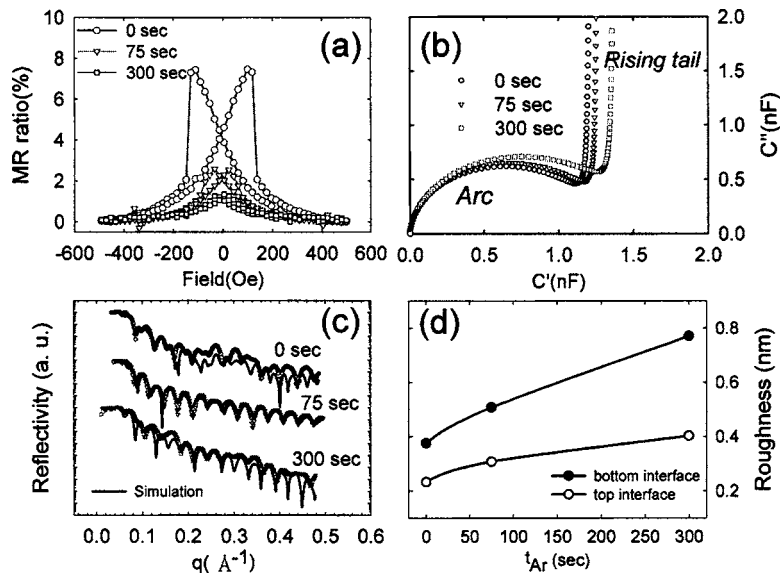 (a)
0 sec
75 sec
300 sec
MR ratio(%)
10
8
6
4
2
0
-600 -400 -200 0 200 400 600
Field(Oe)
(b)
Rising tail
0 sec
75 sec
300 sec
Arc
C''(nF)
2.0
1.5
1.0
0.5
0.0
0.0 0.5 1.0 1.5 2.0
C'(nF)
(c)
0 sec
75 sec
300 sec
Simulation
Reflectivity (a. u.)
0.0 0.1 0.2 0.3 0.4 0.5 0.6
q( Å⁻¹)
(d)
bottom interface
top interface
Roughness (nm)
0.8
0.6
0.4
0.2
0 50 100 150 200 250 300
tAr (sec)